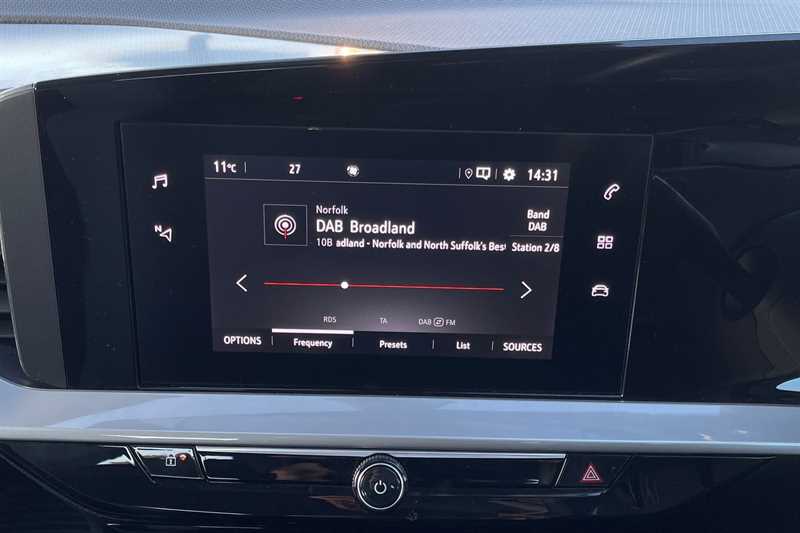 11°C 27 14:31
Norfolk
DAB Broadland
10B adland - Norfolk and North Suffolk's Best
Band
DAB
Station 2/8
RDS TA DAB FM
OPTIONS Frequency Presets List SOURCES
N